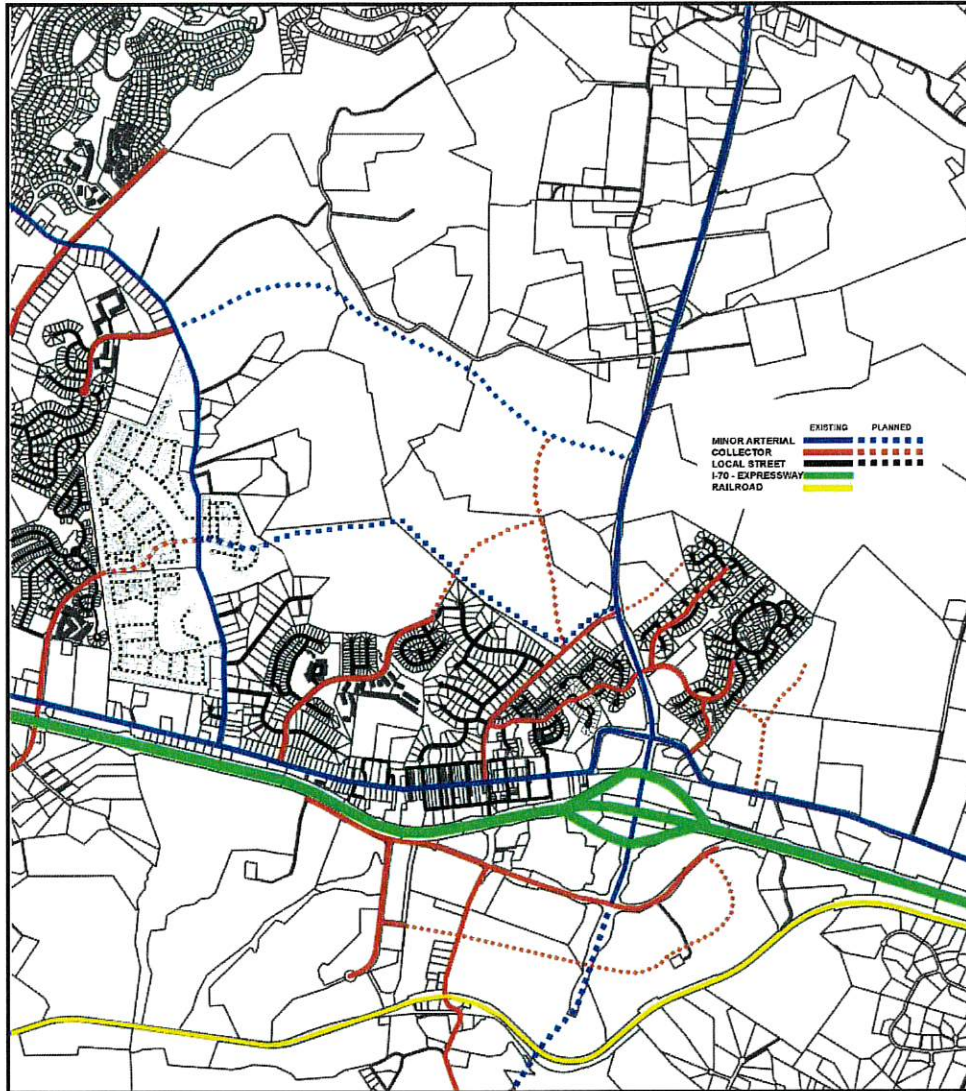 EXISTING PLANNED
MINOR ARTERIAL
COLLECTOR
LOCAL STREET
I-70 - EXPRESSWAY
RAILROAD